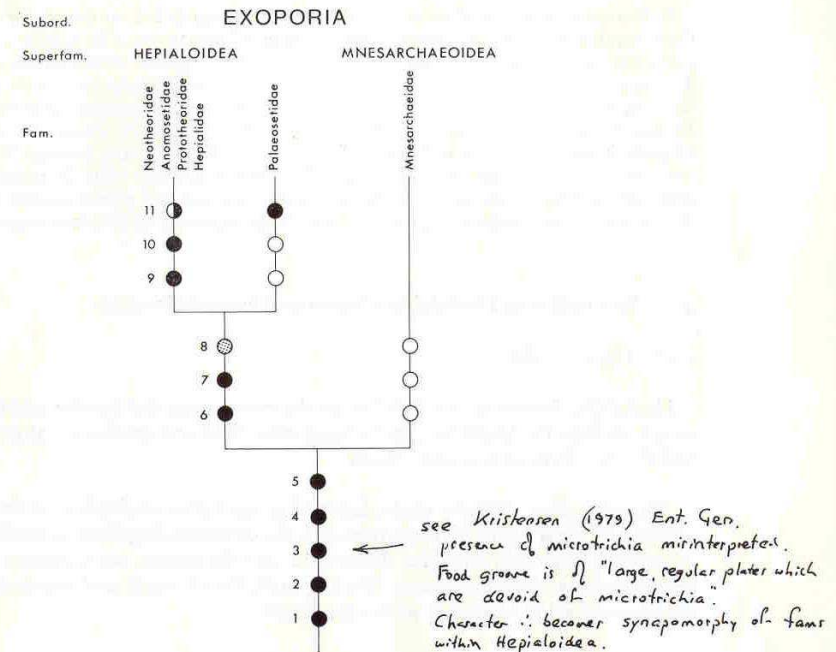 Subord. EXOPORIA
Superfam. HEPIALOIDEA MNESARCHAEOIDEA
Fam.
Neotheoridae
Anomosetidae
Prototheoridae
Hepialidae
Palaeosetidae
Mnesarchaeidae
11
10
9
8
7
6
5
4
3
2
1
see Kristensen (1979) Ent. Gen.
presence of microtrichia misinterpreted.
Food groove is of "large, regular plates which
are devoid of microtrichia".
Character ∴ becomes synapomorphy of fams
within Hepialoidea.